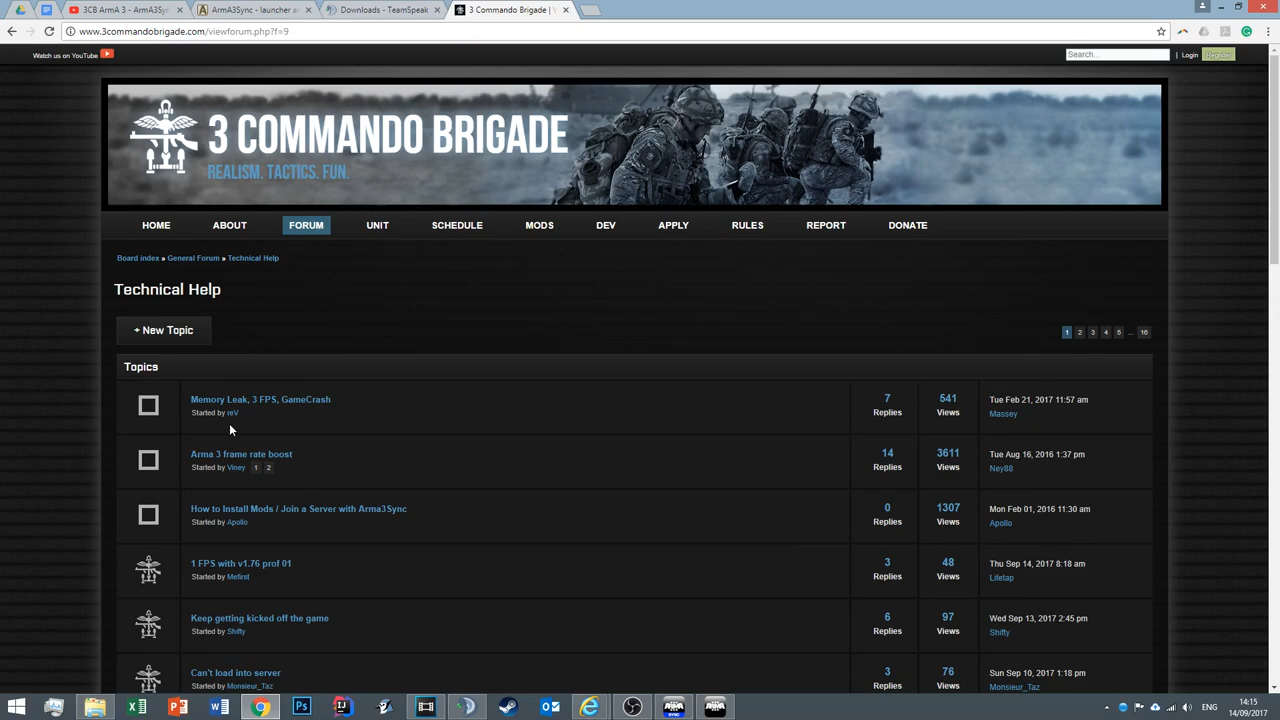 3CB ArmA 3 - ArmA3Syn
ArmA3Sync - launcher a
Downloads - TeamSpeak
3 Commando Brigade | V
www.3commandobrigade.com/viewforum.php?f=9
Watch us on YouTube
Search...
| Login
Register
3 COMMANDO BRIGADE
REALISM. TACTICS. FUN.
HOME ABOUT FORUM UNIT SCHEDULE MODS DEV APPLY RULES REPORT DONATE
Board index » General Forum » Technical Help
Technical Help
+ New Topic
1 2 3 4 5 ... 16
Topics
Memory Leak, 3 FPS, GameCrash
Started by reV
7
Replies
541
Views
Tue Feb 21, 2017 11:57 am
Massey
Arma 3 frame rate boost
Started by Viney 1 2
14
Replies
3611
Views
Tue Aug 16, 2016 1:37 pm
Ney88
How to Install Mods / Join a Server with Arma3Sync
Started by Apollo
0
Replies
1307
Views
Mon Feb 01, 2016 11:30 am
Apollo
1 FPS with v1.76 prof 01
Started by Mefirst
3
Replies
48
Views
Thu Sep 14, 2017 8:18 am
Lifetap
Keep getting kicked off the game
Started by Shifty
6
Replies
97
Views
Wed Sep 13, 2017 2:45 pm
Shifty
Can't load into server
Started by Monsieur_Taz
3
Replies
76
Views
Sun Sep 10, 2017 1:18 pm
Monsieur_Taz
ENG
14:15
14/09/2017